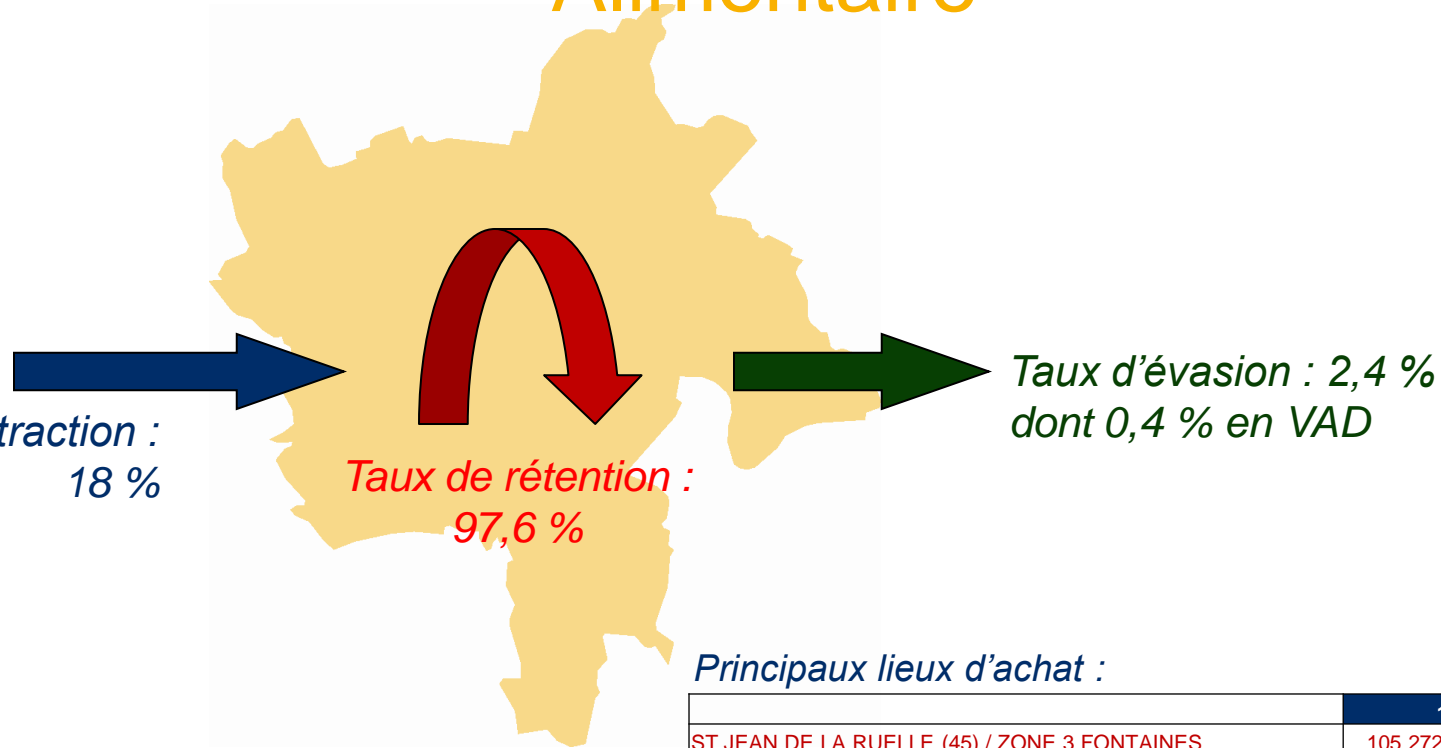 Alimentaire
Taux d'évasion : 2,4 %
dont 0,4 % en VAD
traction :
18 %
Taux de rétention :
97,6 %
Principaux lieux d'achat :
ST JEAN DE LA RUELLE (45) / ZONE 3 FONTAINES 105 272